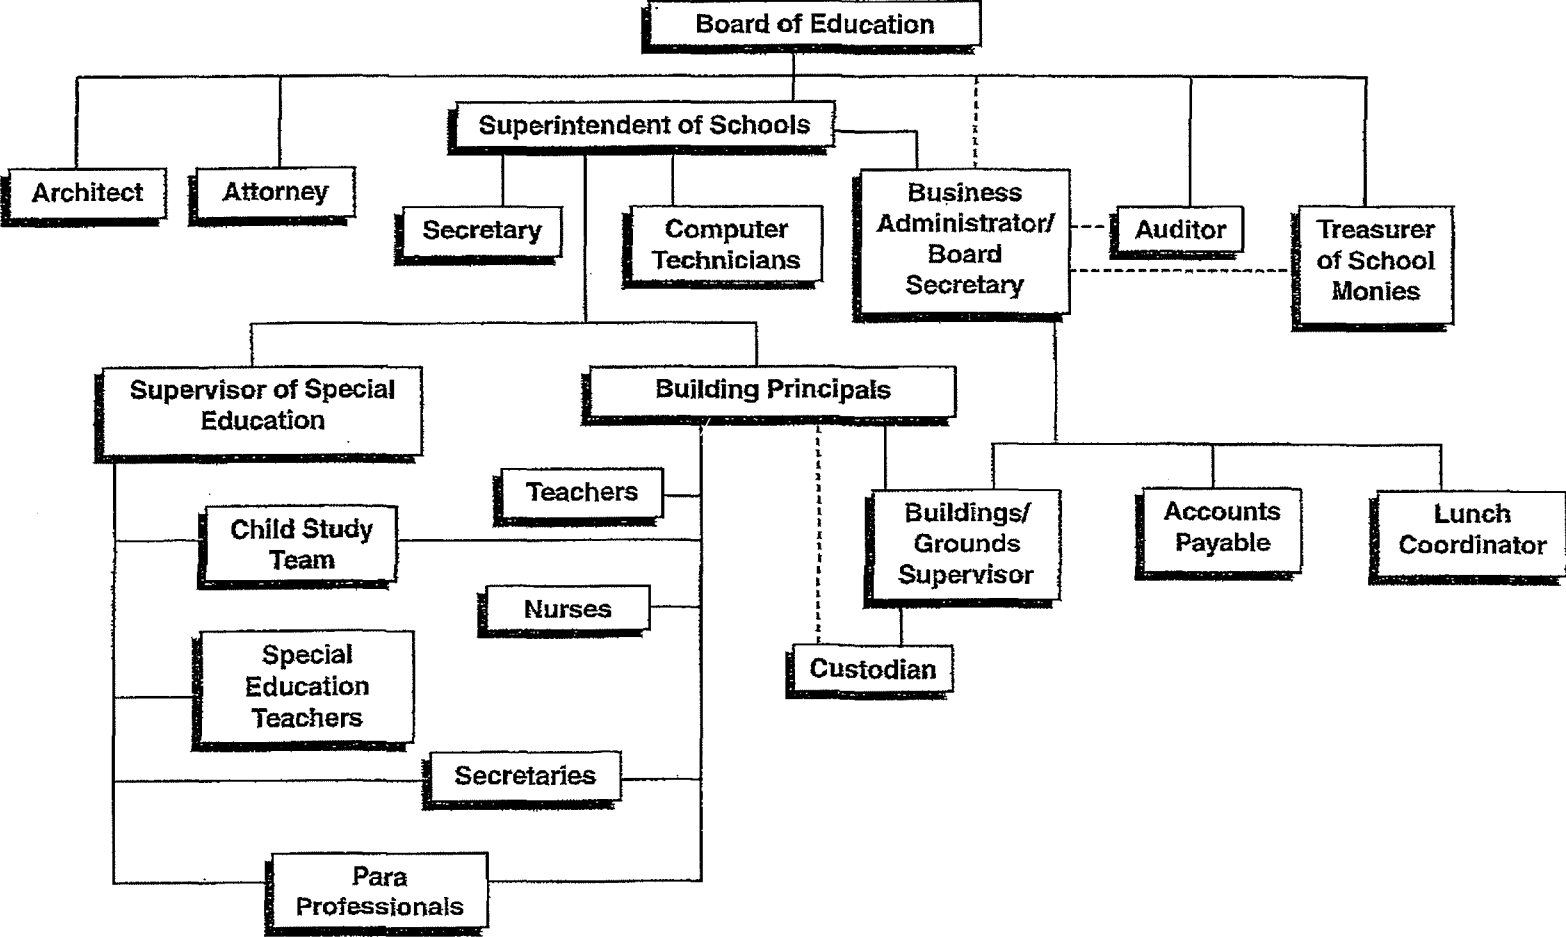 Board of Education
Superintendent of Schools
Architect
Attorney
Secretary
Computer
Technicians
Business
Administrator/
Board
Secretary
Auditor
Treasurer
of School
Monies
Supervisor of Special
Education
Building Principals
Teachers
Child Study
Team
Nurses
Special
Education
Teachers
Secretaries
Para
Professionals
Buildings/
Grounds
Supervisor
Custodian
Accounts
Payable
Lunch
Coordinator